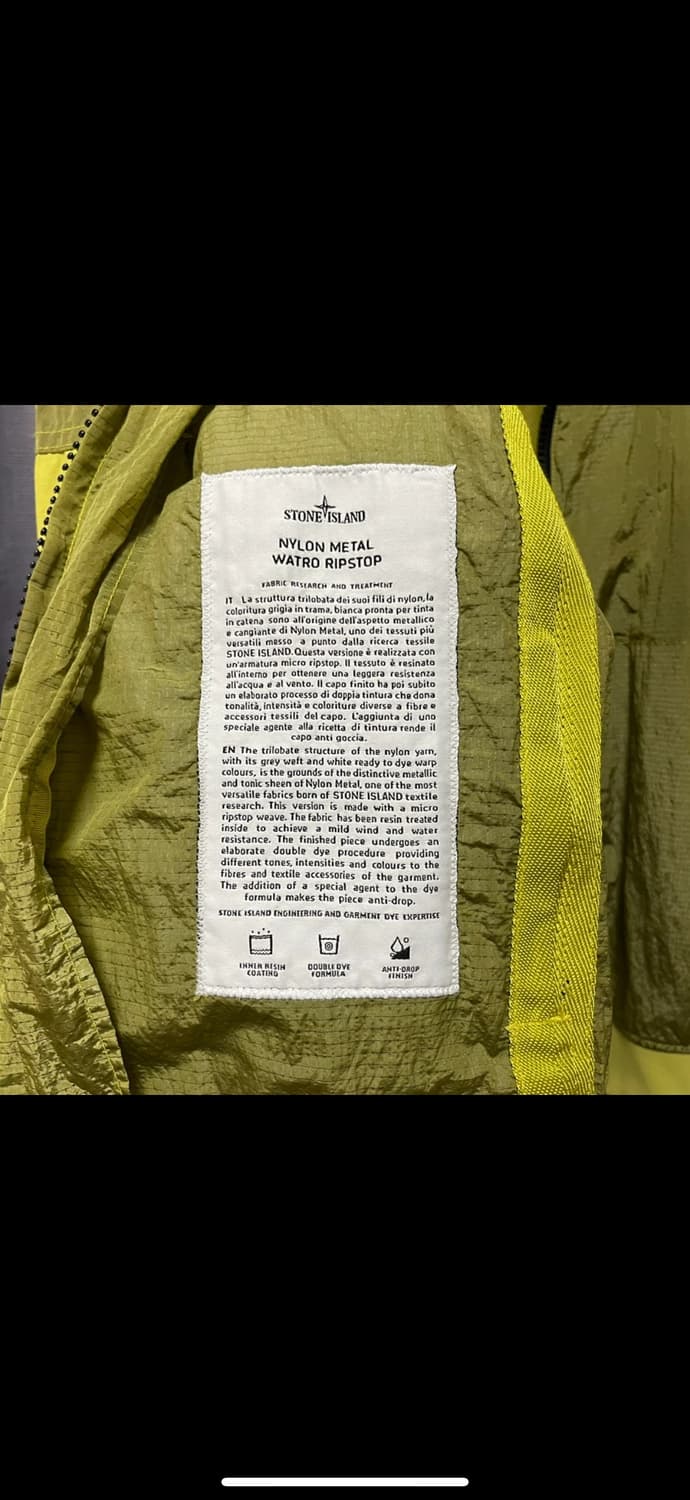 STONE ISLAND
NYLON METAL
WATRO RIPSTOP
FABRIC RESEARCH AND TREATMENT
IT La struttura trilobata dei suoi fili di nylon, la
coloritura grigia in trama, bianca pronta per tinta
in catena sono all'origine dell'aspetto metallico
e cangiante di Nylon Metal, uno dei tessuti più
versatili messo a punto dalla ricerca tessile
STONE ISLAND. Questa versione è realizzata con
un'armatura micro ripstop. Il tessuto è resinato
all'interno per ottenere una leggera resistenza
all'acqua e al vento. Il capo finito ha poi subito
un elaborato processo di doppia tintura che dona
tonalità, intensità e coloriture diverse a fibre e
accessori tessili del capo. L'aggiunta di uno
speciale agente alla ricetta di tintura rende il
capo anti goccia.
EN The trilobate structure of the nylon yarn,
with its grey weft and white ready to dye warp
colours, is the grounds of the distinctive metallic
and tonic sheen of Nylon Metal, one of the most
versatile fabrics born of STONE ISLAND textile
research. This version is made with a micro
ripstop weave. The fabric has been resin treated
inside to achieve a mild wind and water
resistance. The finished piece undergoes an
elaborate double dye procedure providing
different tones, intensities and colours to the
fibres and textile accessories of the garment.
The addition of a special agent to the dye
formula makes the piece anti-drop.
STONE ISLAND ENGINEERING AND GARMENT DYE EXPERTISE
INNER RESIN
COATING
DOUBLE DYE
FORMULA
ANTI-DROP
FINISH